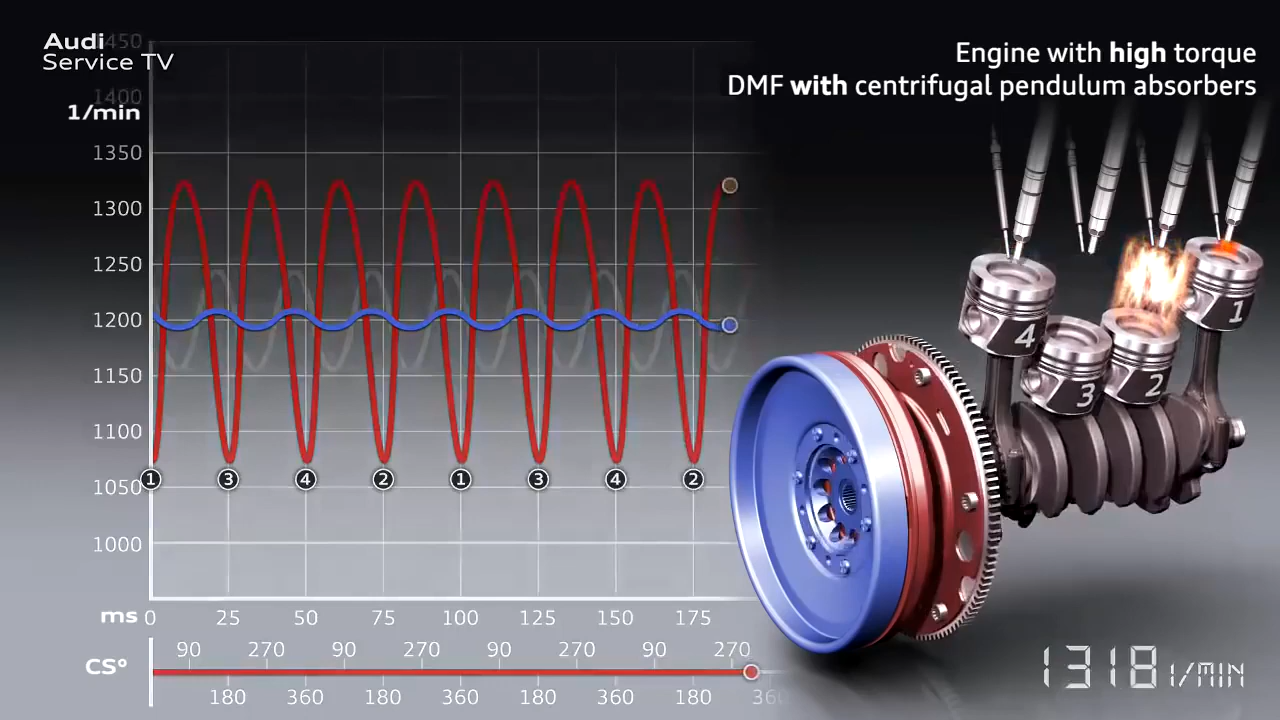 Audi
Service TV
Engine with high torque
DMF with centrifugal pendulum absorbers
1450
1400
1/min
1350
1300
1250
1200
1150
1100
1050
1000
1 3 4 2 1 3 4 2
4 3 2 1
ms 0 25 50 75 100 125 150 175
90 270 90 270 90 270 90 270
CS°
180 360 180 360 180 360 180 360
1318 1/MIN